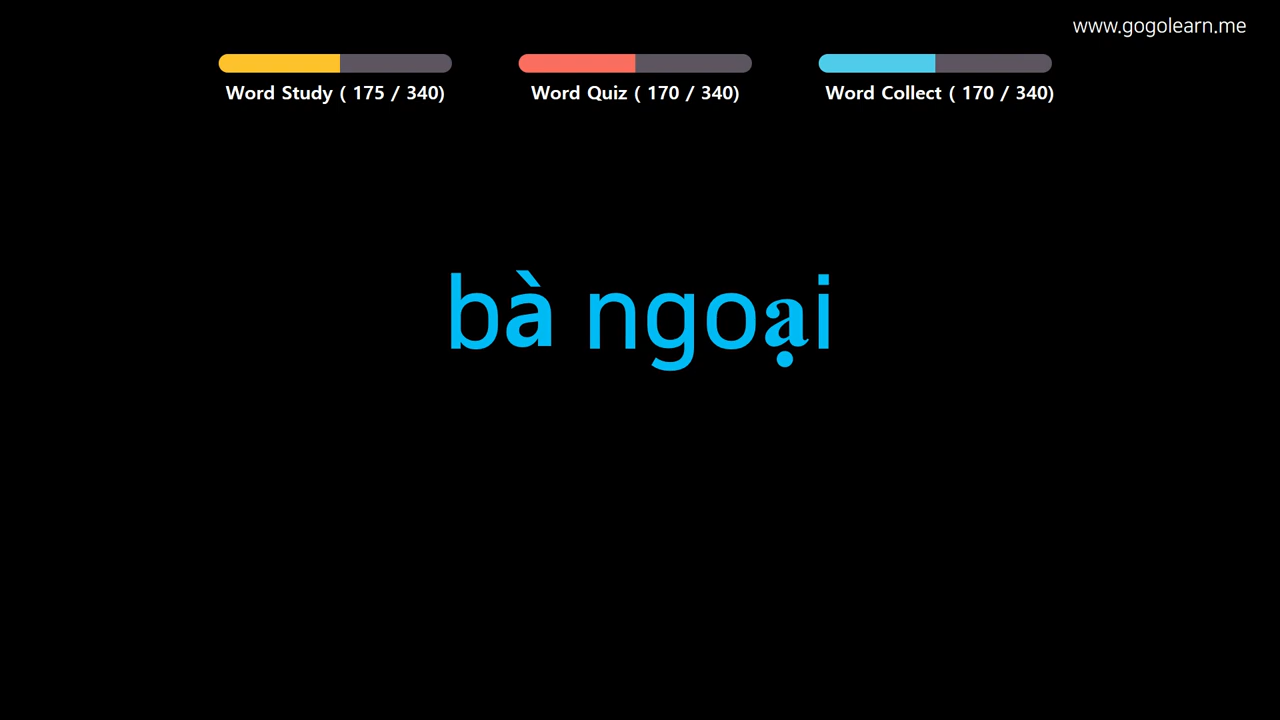 www.gogolearn.me
Word Study ( 175 / 340)
Word Quiz ( 170 / 340)
Word Collect ( 170 / 340)
bà ngoại